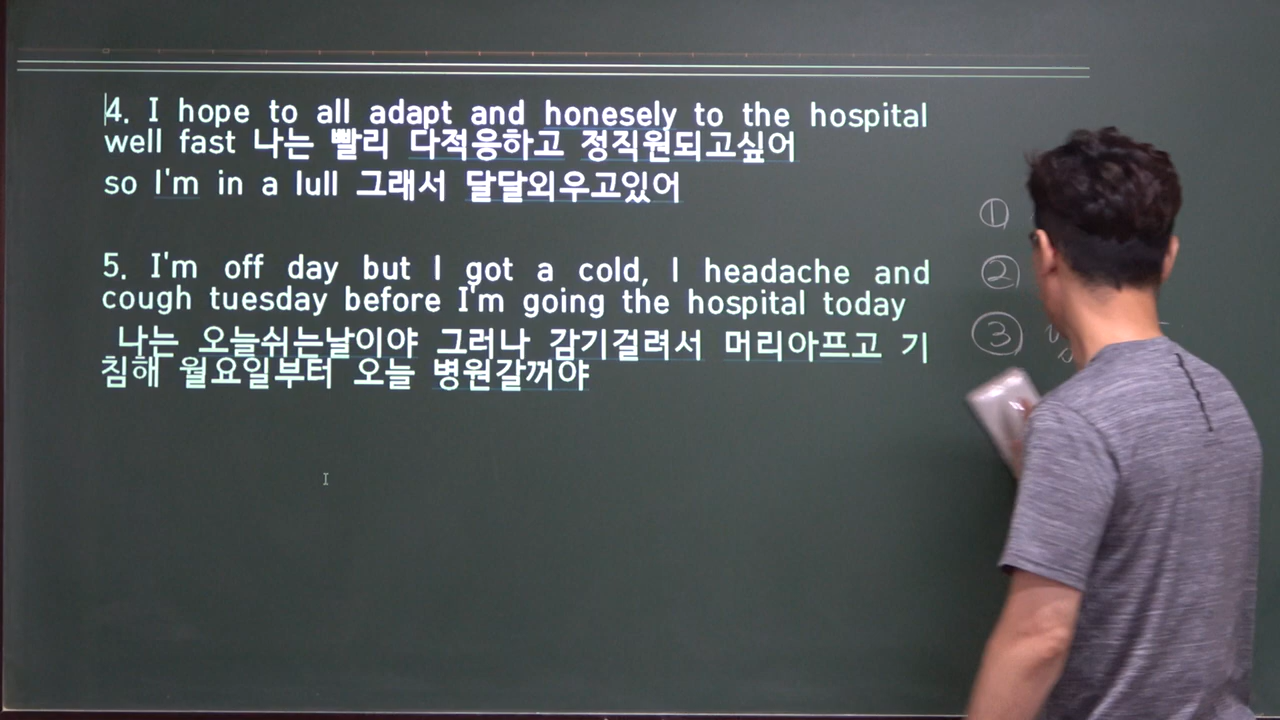 4. I hope to all adapt and honesely to the hospital
well fast 나는 빨리 다적응하고 정직원되고싶어
so I'm in a lull 그래서 달달외우고있어
5. I'm off day but I got a cold, I headache and
cough tuesday before I'm going the hospital today
나는 오늘쉬는날이야 그러나 감기걸려서 머리아프고 기
침해 월요일부터 오늘 병원갈꺼야
①
②
③